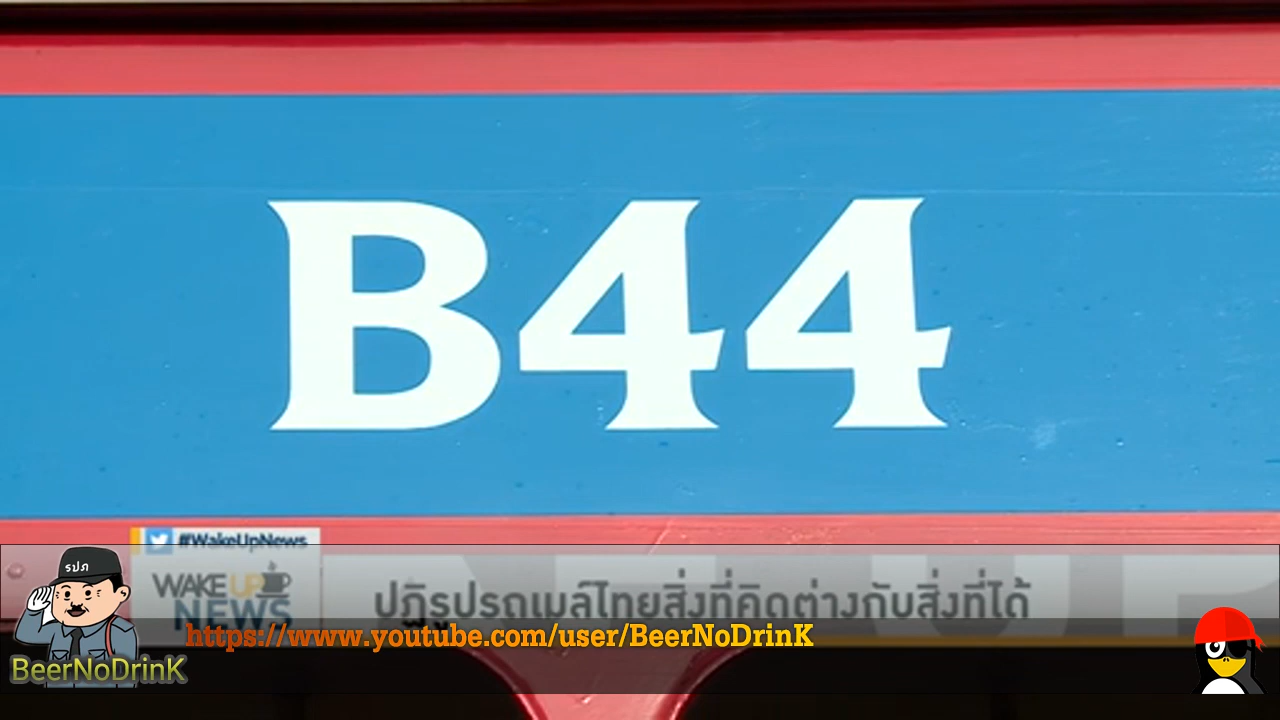 B44
#WakeUpNews
รปภ
WAKE UP
NEWS
ปฏิรูปรถเมล์ไทยสิ่งที่คิดต่างกับสิ่งที่ได้
https://www.youtube.com/user/BeerNoDrinK
BeerNoDrinK